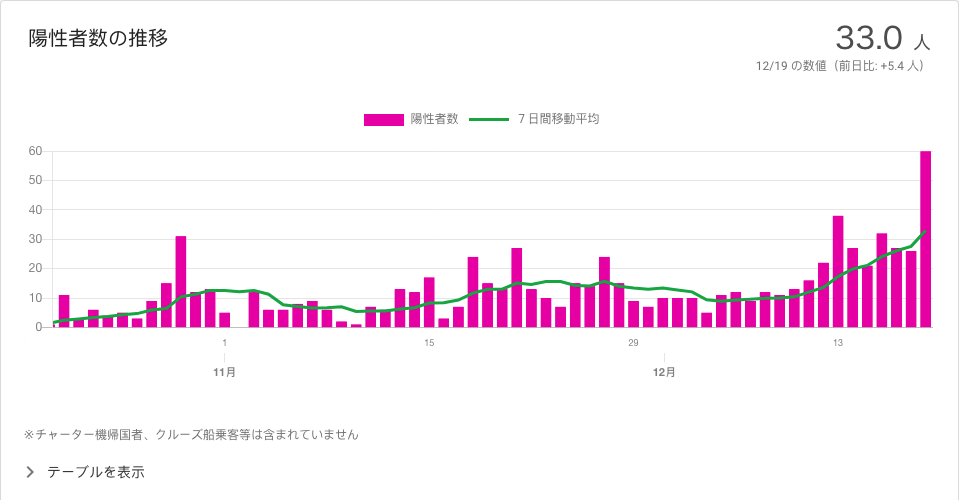 陽性者数の推移
33.0 人
12/19 の数値（前日比: +5.4 人）
陽性者数
7 日間移動平均
60
50
40
30
20
10
0
1
15
29
13
11月
12月
※チャーター機帰国者、クルーズ船乗客等は含まれていません
テーブルを表示